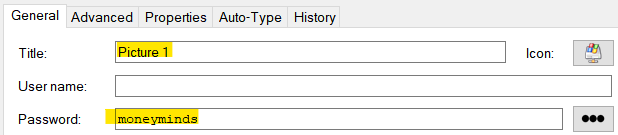 General Advanced Properties Auto-Type History
Title: Picture 1 Icon:
User name:
Password: moneyminds